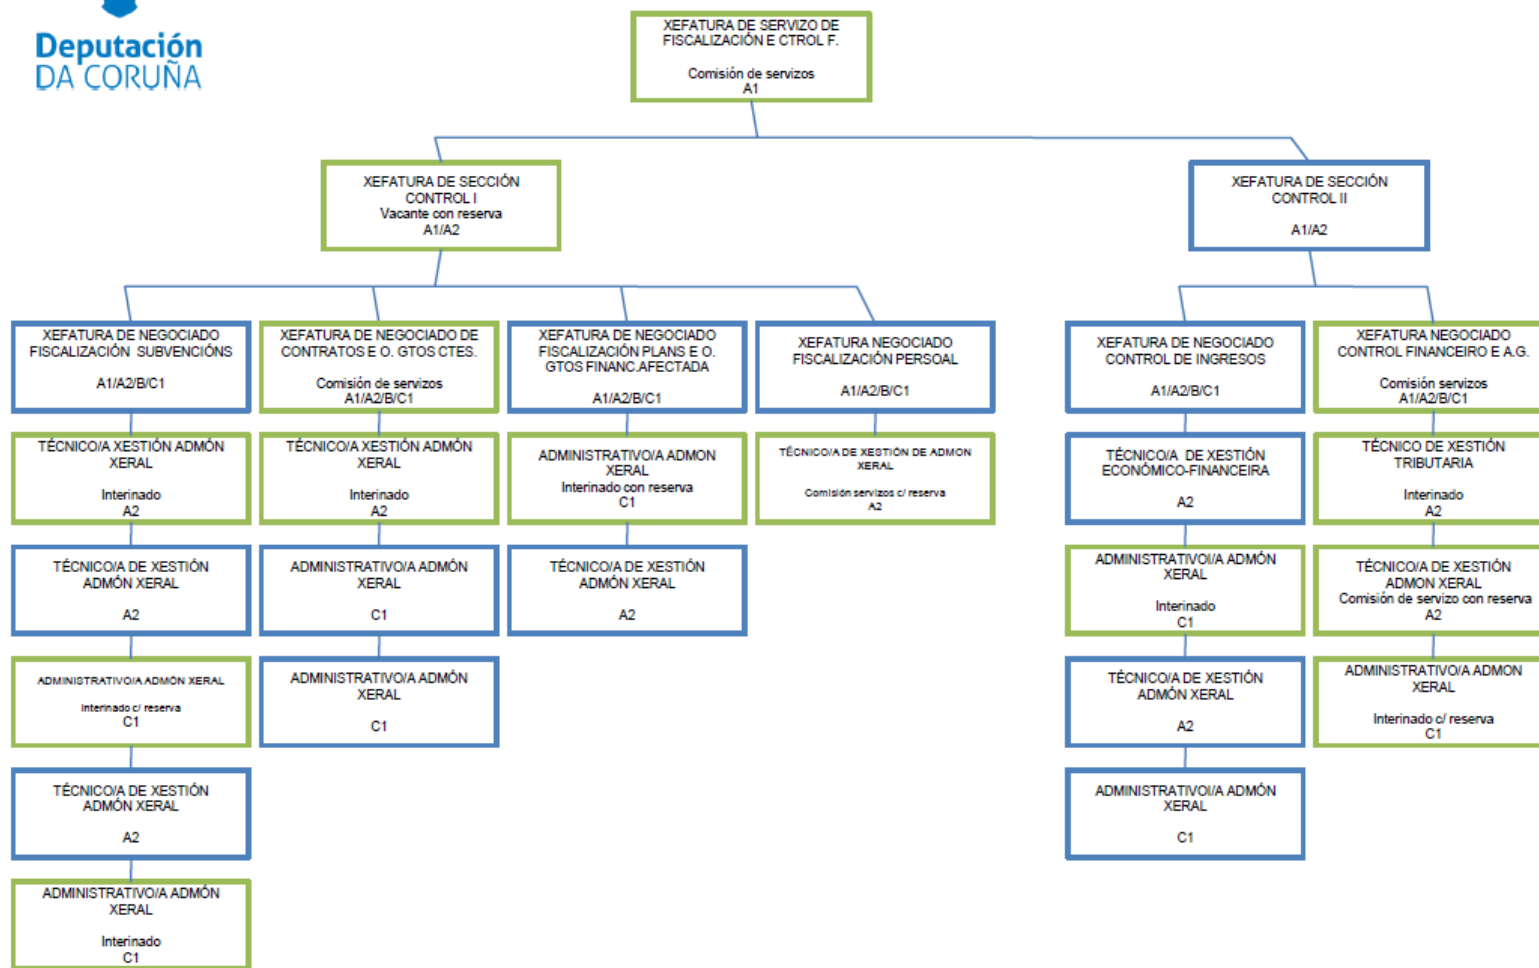 Deputación
DA CORUÑA
XEFATURA DE SERVIZO DE
FISCALIZACIÓN E CTROL F.
Comisión de servizos
A1
XEFATURA DE SECCIÓN
CONTROL I
Vacante con reserva
A1/A2
XEFATURA DE SECCIÓN
CONTROL II
A1/A2
XEFATURA DE NEGOCIADO
FISCALIZACIÓN SUBVENCIÓNS
A1/A2/B/C1
XEFATURA DE NEGOCIADO DE
CONTRATOS E O. GTOS CTES.
Comisión de servizos
A1/A2/B/C1
XEFATURA DE NEGOCIADO
FISCALIZACIÓN PLANS E O.
GTOS FINANC.AFECTADA
A1/A2/B/C1
XEFATURA NEGOCIADO
FISCALIZACIÓN PERSOAL
A1/A2/B/C1
XEFATURA DE NEGOCIADO
CONTROL DE INGRESOS
A1/A2/B/C1
XEFATURA NEGOCIADO
CONTROL FINANCEIRO E A.G.
Comisión servizos
A1/A2/B/C1
TÉCNICO/A XESTIÓN ADMÓN
XERAL
Interinado
A2
TÉCNICO/A XESTIÓN ADMÓN
XERAL
Interinado
A2
ADMINISTRATIVO/A ADMON
XERAL
Interinado con reserva
C1
TÉCNICO/A DE XESTIÓN DE ADMON
XERAL
Comisión servizos c/ reserva
A2
TÉCNICO/A DE XESTIÓN
ECONÓMICO-FINANCEIRA
A2
TÉCNICO DE XESTIÓN
TRIBUTARIA
Interinado
A2
TÉCNICO/A DE XESTIÓN
ADMÓN XERAL
A2
ADMINISTRATIVO/A ADMÓN
XERAL
C1
TÉCNICO/A DE XESTIÓN
ADMÓN XERAL
A2
ADMINISTRATIVOI/A ADMÓN
XERAL
Interinado
C1
TÉCNICO/A DE XESTIÓN
ADMON XERAL
Comisión de servizo con reserva
A2
ADMINISTRATIVO/A ADMÓN XERAL
Interinado c/ reserva
C1
ADMINISTRATIVO/A ADMÓN
XERAL
C1
TÉCNICO/A DE XESTIÓN
ADMÓN XERAL
A2
ADMINISTRATIVO/A ADMON
XERAL
Interinado c/ reserva
C1
TÉCNICO/A DE XESTIÓN
ADMÓN XERAL
A2
ADMINISTRATIVOI/A ADMÓN
XERAL
C1
ADMINISTRATIVO/A ADMÓN
XERAL
Interinado
C1